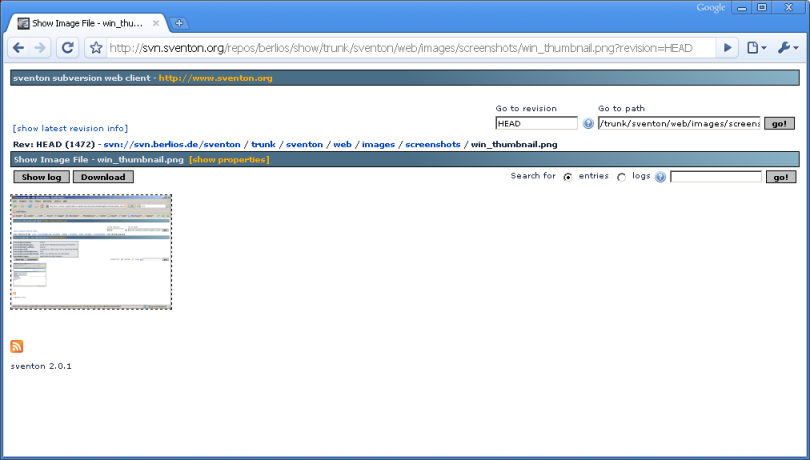 Google
Show Image File - win_thu...
http://svn.sventon.org/repos/berlios/show/trunk/sventon/web/images/screenshots/win_thumbnail.png?revision=HEAD
sventon subversion web client - http://www.sventon.org
Go to revision Go to path
[show latest revision info] HEAD /trunk/sventon/web/images/screens go!
Rev: HEAD (1472) - svn://svn.berlios.de/sventon / trunk / sventon / web / images / screenshots / win_thumbnail.png
Show Image File - win_thumbnail.png [show properties]
Show log Download Search for entries logs go!
sventon 2.0.1